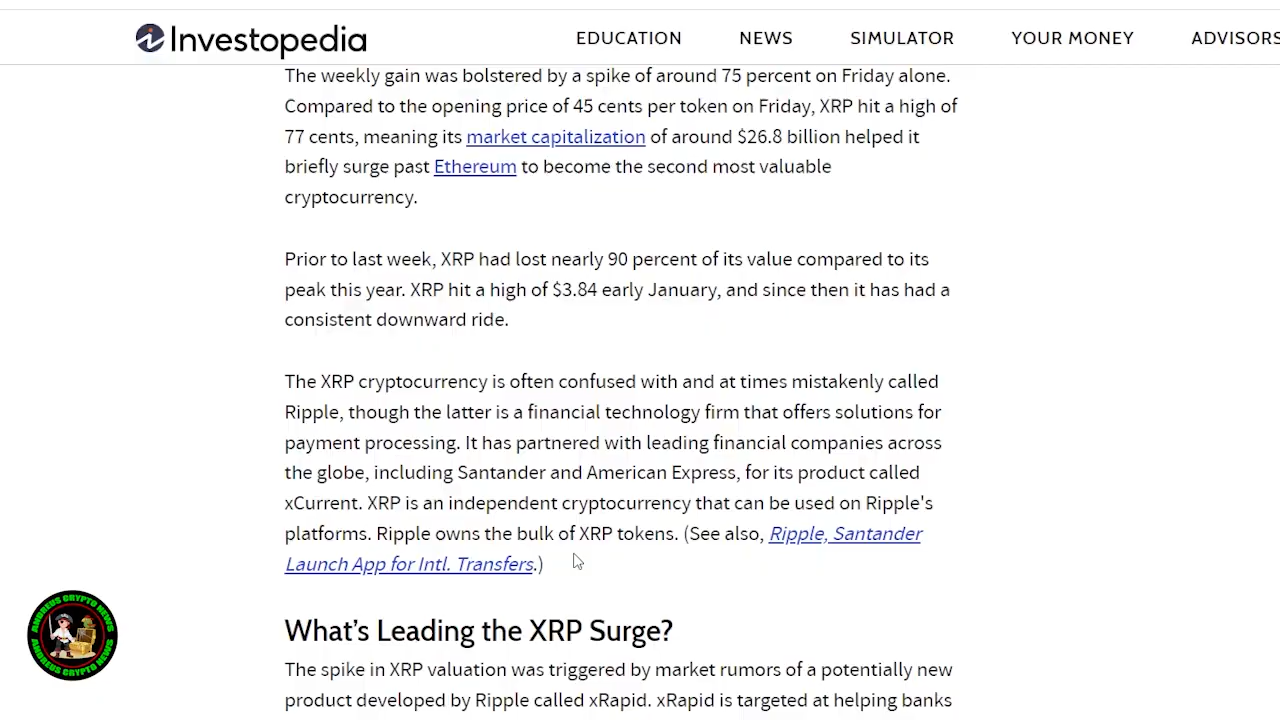 Investopedia
EDUCATION NEWS SIMULATOR YOUR MONEY ADVISORS
The weekly gain was bolstered by a spike of around 75 percent on Friday alone.
Compared to the opening price of 45 cents per token on Friday, XRP hit a high of
77 cents, meaning its market capitalization of around $26.8 billion helped it
briefly surge past Ethereum to become the second most valuable
cryptocurrency.
Prior to last week, XRP had lost nearly 90 percent of its value compared to its
peak this year. XRP hit a high of $3.84 early January, and since then it has had a
consistent downward ride.
The XRP cryptocurrency is often confused with and at times mistakenly called
Ripple, though the latter is a financial technology firm that offers solutions for
payment processing. It has partnered with leading financial companies across
the globe, including Santander and American Express, for its product called
xCurrent. XRP is an independent cryptocurrency that can be used on Ripple's
platforms. Ripple owns the bulk of XRP tokens. (See also, Ripple, Santander
Launch App for Intl. Transfers.)
What's Leading the XRP Surge?
The spike in XRP valuation was triggered by market rumors of a potentially new
product developed by Ripple called xRapid. xRapid is targeted at helping banks
ANDREUS CRYPTO NEWS
ANDREUS CRYPTO NEWS